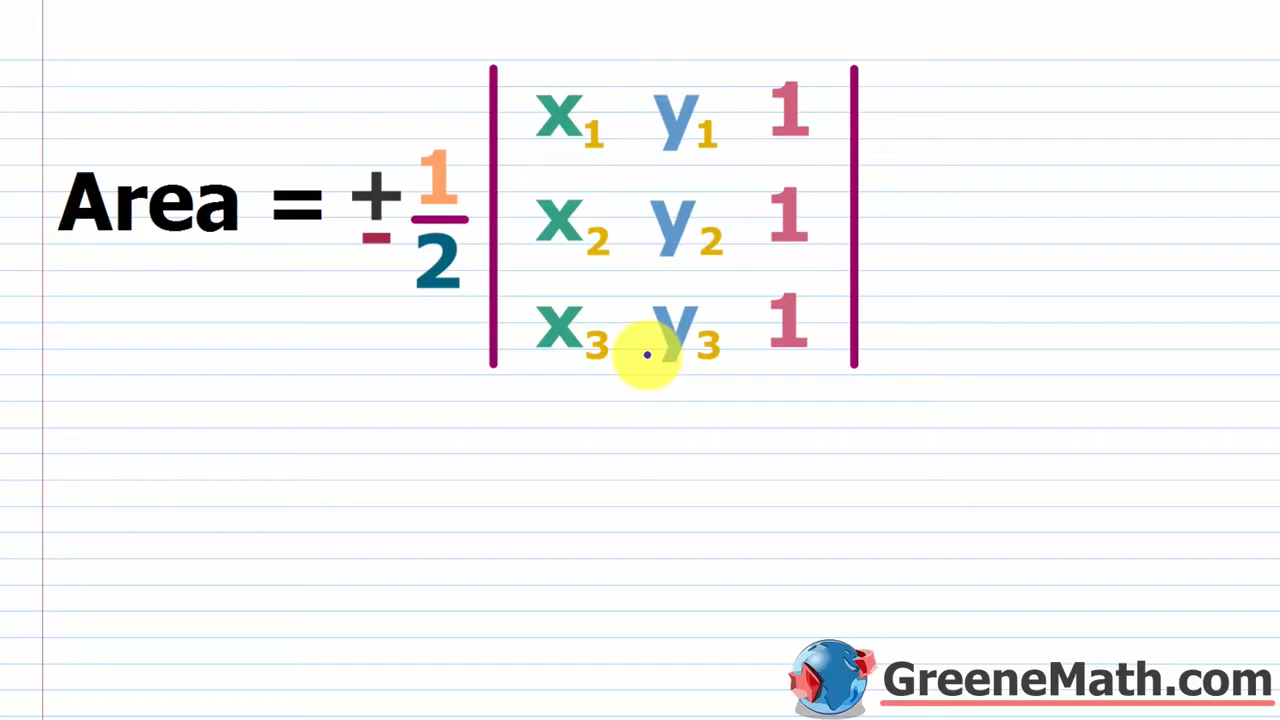 x₁ y₁ 1
Area = ± 1/2 x₂ y₂ 1
x₃ y₃ 1
GreeneMath.com